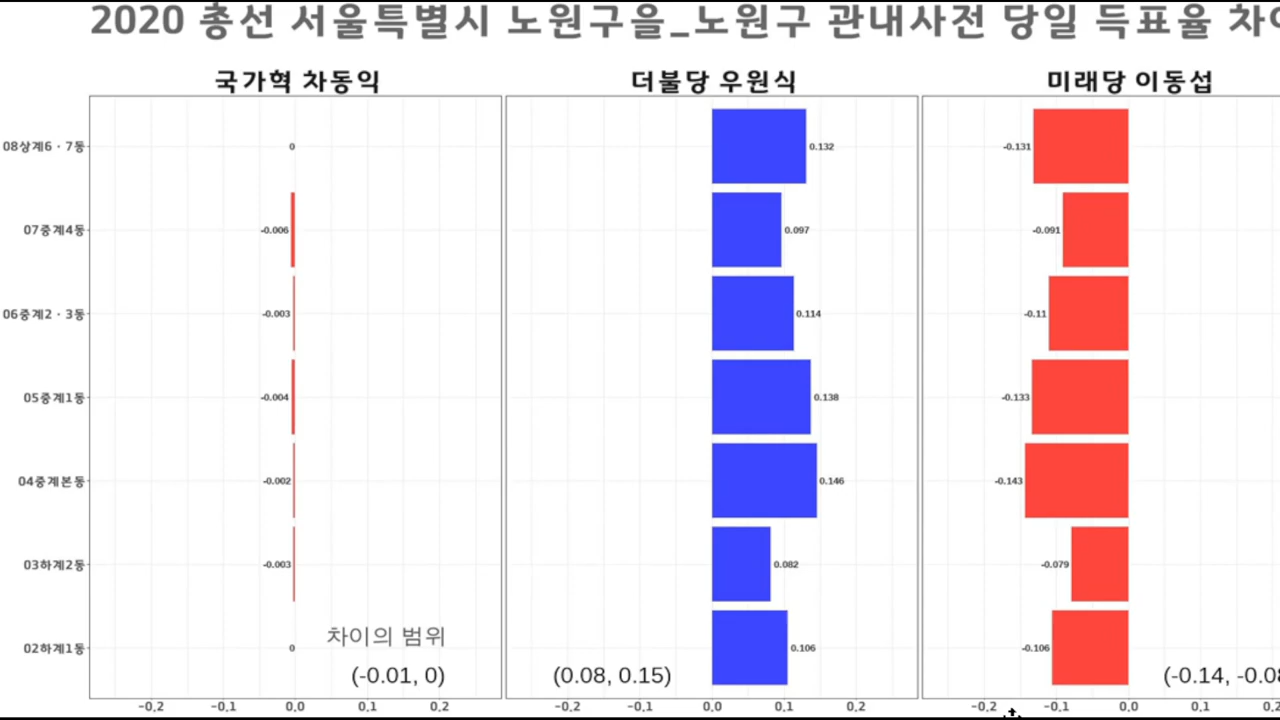 2020 총선 서울특별시 노원구을_노원구 관내사전 당일 득표율
국가혁 차동익 더불당 우원식 미래당 이동섭
08상계6·7동 0 0.132 -0.131
07중계4동 -0.006 0.097 -0.091
06중계2·3동 -0.003 0.114 -0.11
05중계1동 -0.004 0.138 -0.133
04중계본동 -0.002 0.146 -0.143
03하계2동 -0.003 0.082 -0.079
차이의 범위
02하계1동 0 0.106 -0.106
(-0.01, 0) (0.08, 0.15) (-0.14,
-0.2 -0.1 0.0 0.1 0.2 -0.2 -0.1 0.0 0.1 0.2 -0.2 -0.1 0.0 0.1